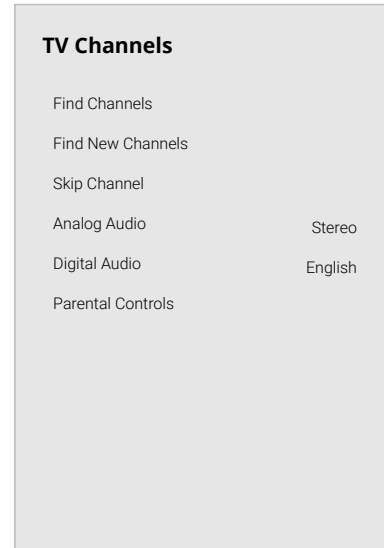 TV Channels
Find Channels
Find New Channels
Skip Channel
Analog Audio Stereo
Digital Audio English
Parental Controls